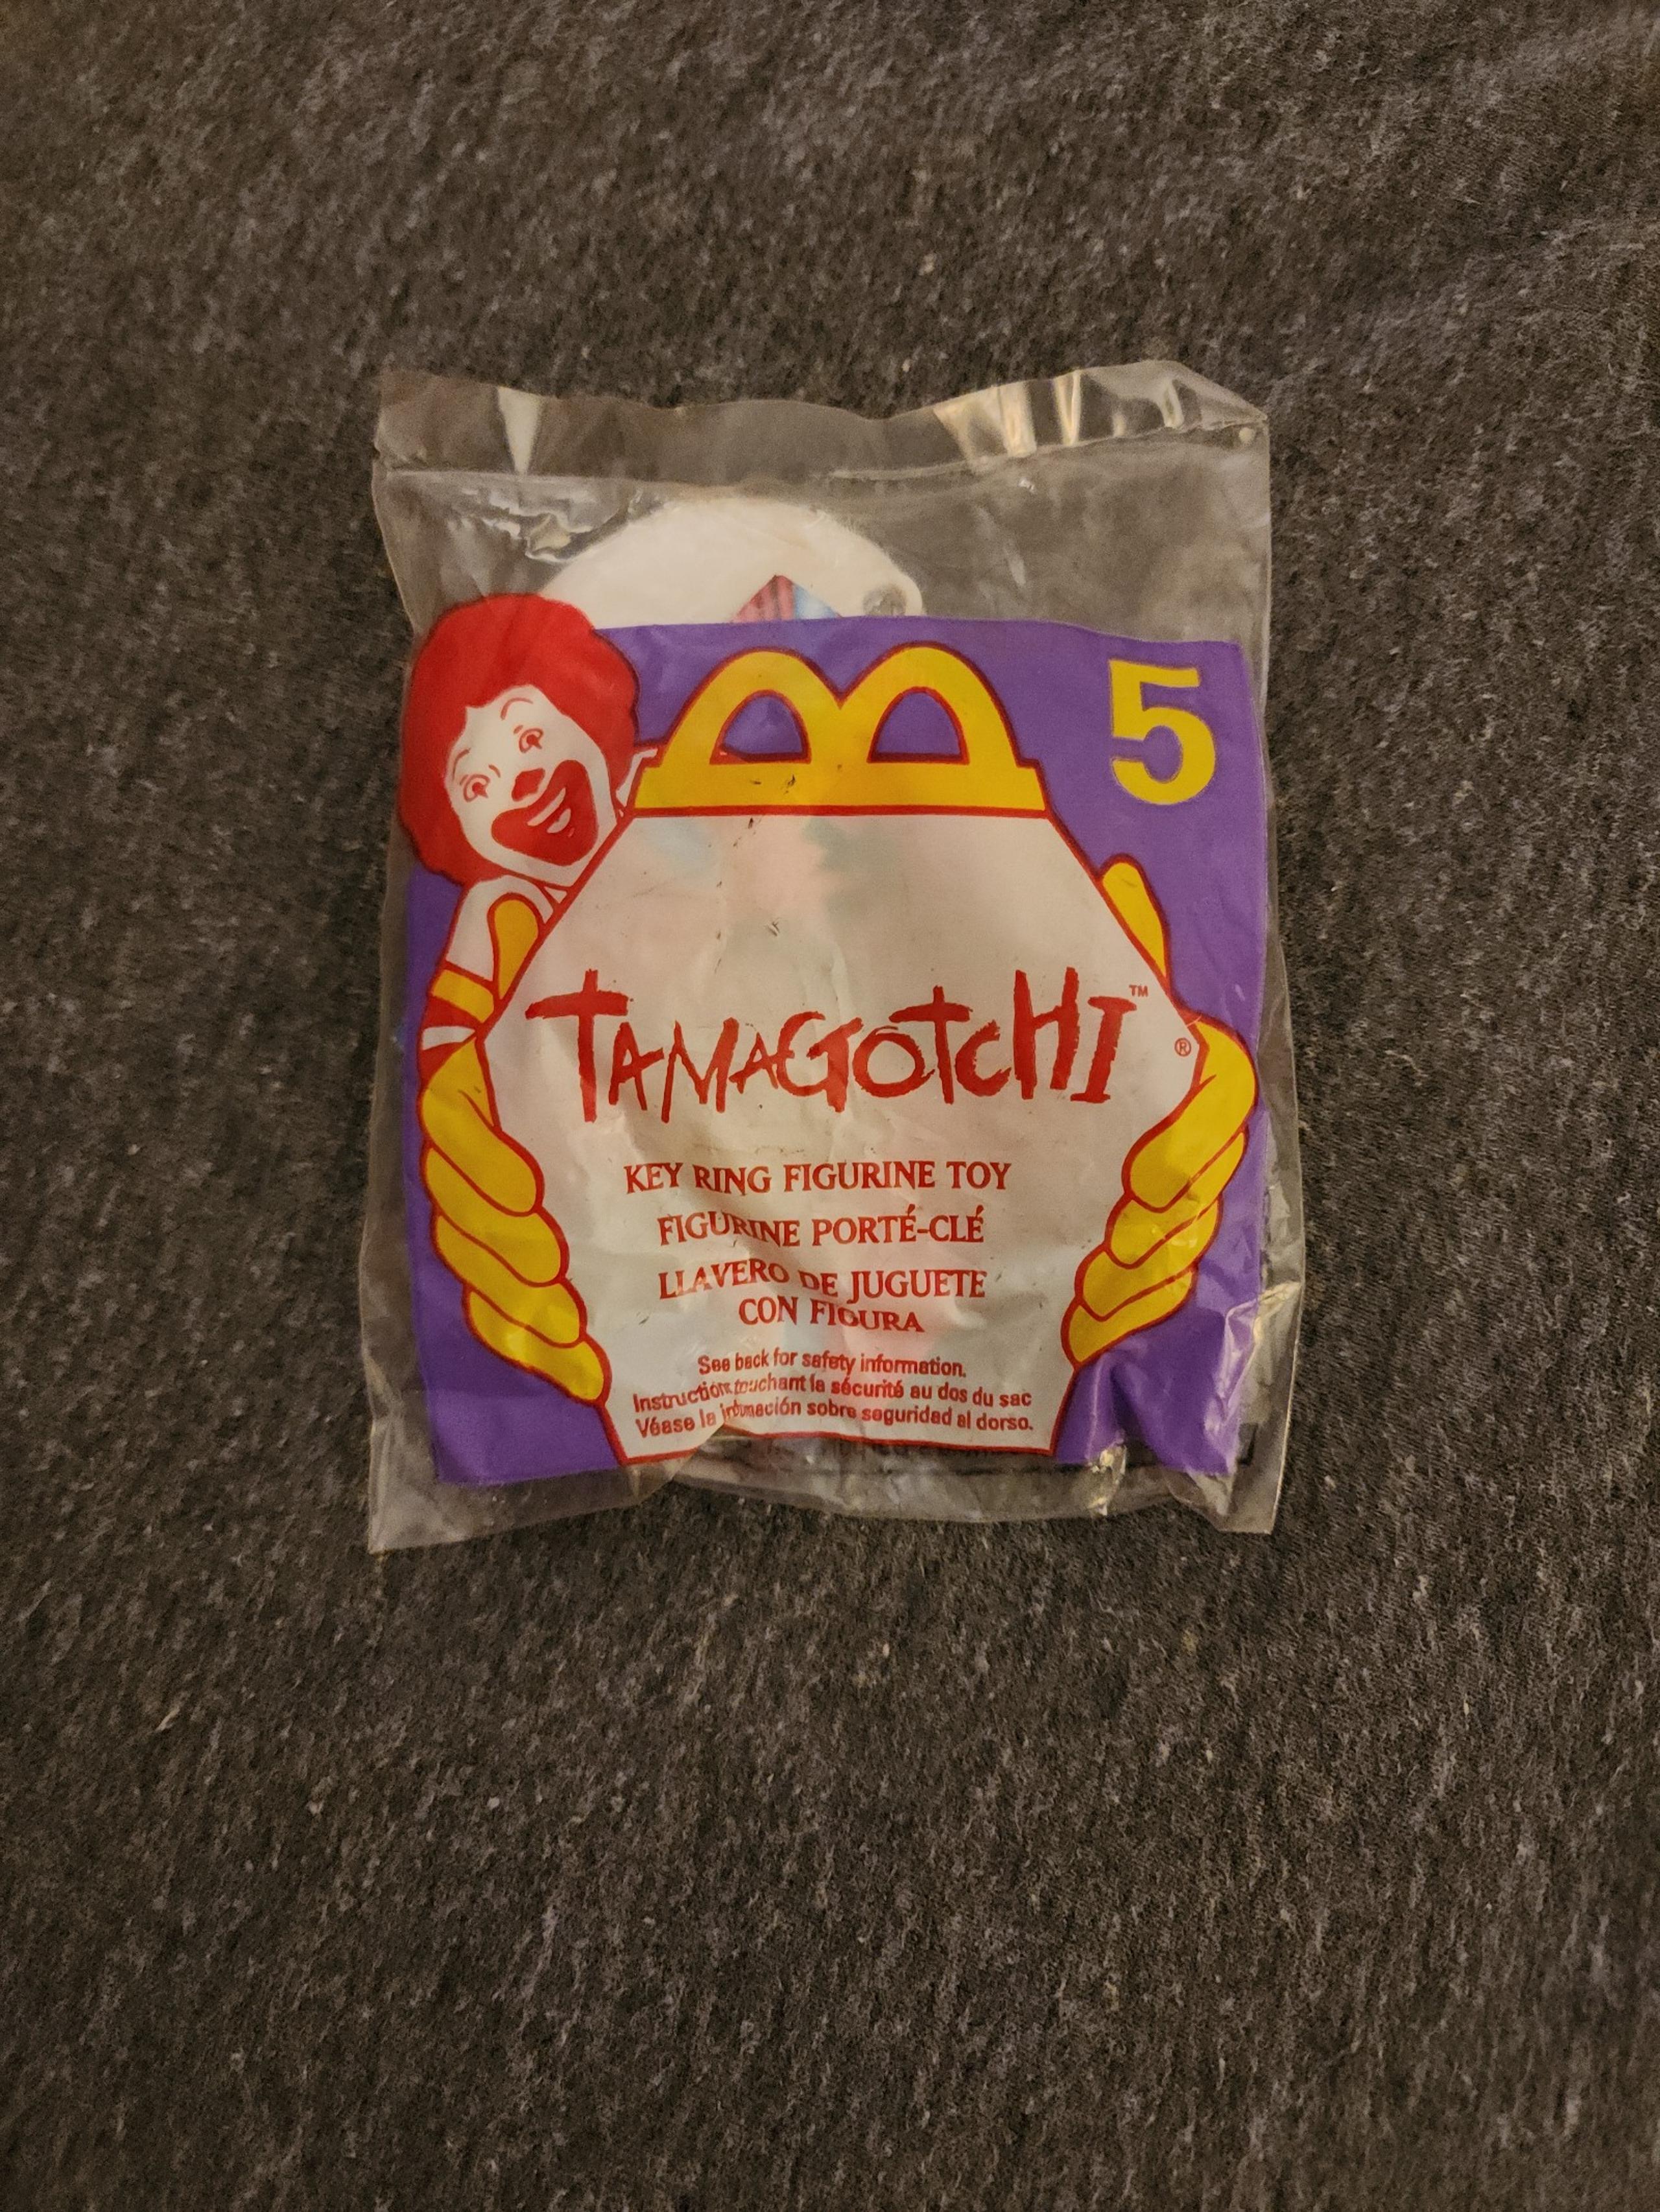 5
TAMAGOTCHI™
®
KEY RING FIGURINE TOY
FIGURINE PORTÉ-CLÉ
LLAVERO DE JUGUETE
CON FIGURA
See back for safety information.
Instructions touchant la sécurité au dos du sac
Véase la información sobre seguridad al dorso.